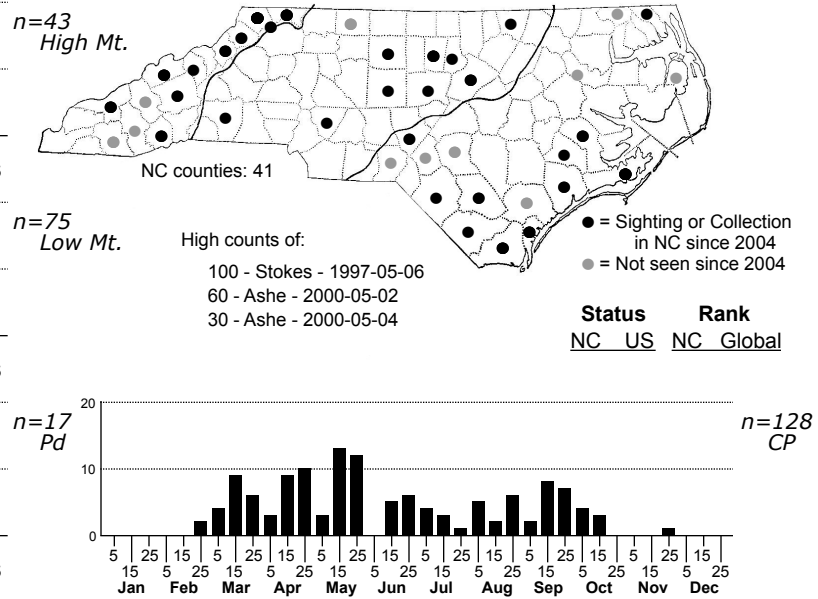 n=43
High Mt.
NC counties: 41
n=75
Low Mt.
High counts of:
100 - Stokes - 1997-05-06
60 - Ashe - 2000-05-02
30 - Ashe - 2000-05-04
= Sighting or Collection
in NC since 2004
= Not seen since 2004
Status Rank
NC US NC Global
n=17
Pd
n=128
CP
20
10
0
5 25 5 15 5 15 5 15 5 15 25 5 15 5 15 5 15 25 5 15 5 15 5 15 25 5 15
15 25 25 25 25 25 25
Jan Feb Mar Apr May Jun Jul Aug Sep Oct Nov Dec